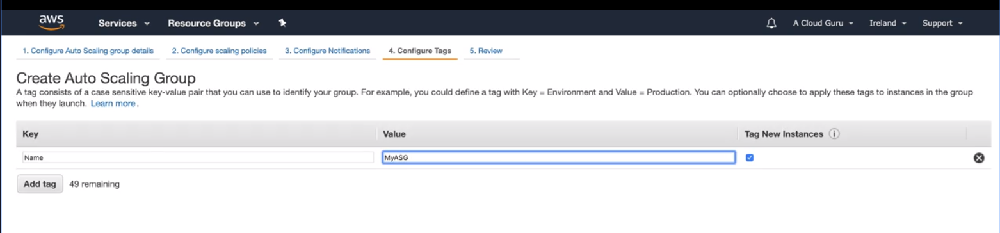 aws Services Resource Groups A Cloud Guru Ireland Support
1. Configure Auto Scaling group details 2. Configure scaling policies 3. Configure Notifications 4. Configure Tags 5. Review
Create Auto Scaling Group
A tag consists of a case sensitive key-value pair that you can use to identify your group. For example, you could define a tag with Key = Environment and Value = Production. You can optionally choose to apply these tags to instances in the group
when they launch. Learn more.
Key Value Tag New Instances i
Name MyASG
Add tag 49 remaining